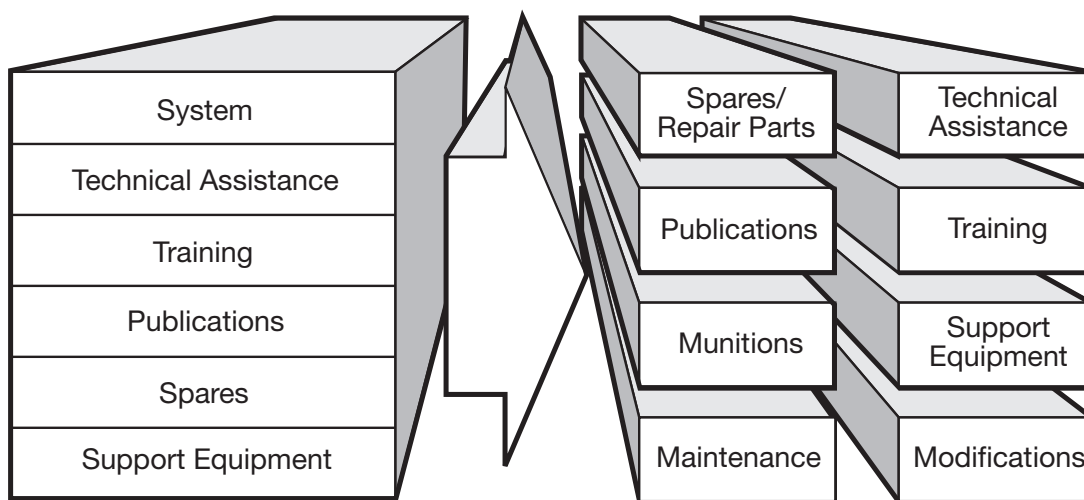 System
Technical Assistance
Training
Publications
Spares
Support Equipment
Spares/
Repair Parts
Publications
Munitions
Maintenance
Technical
Assistance
Training
Support
Equipment
Modifications